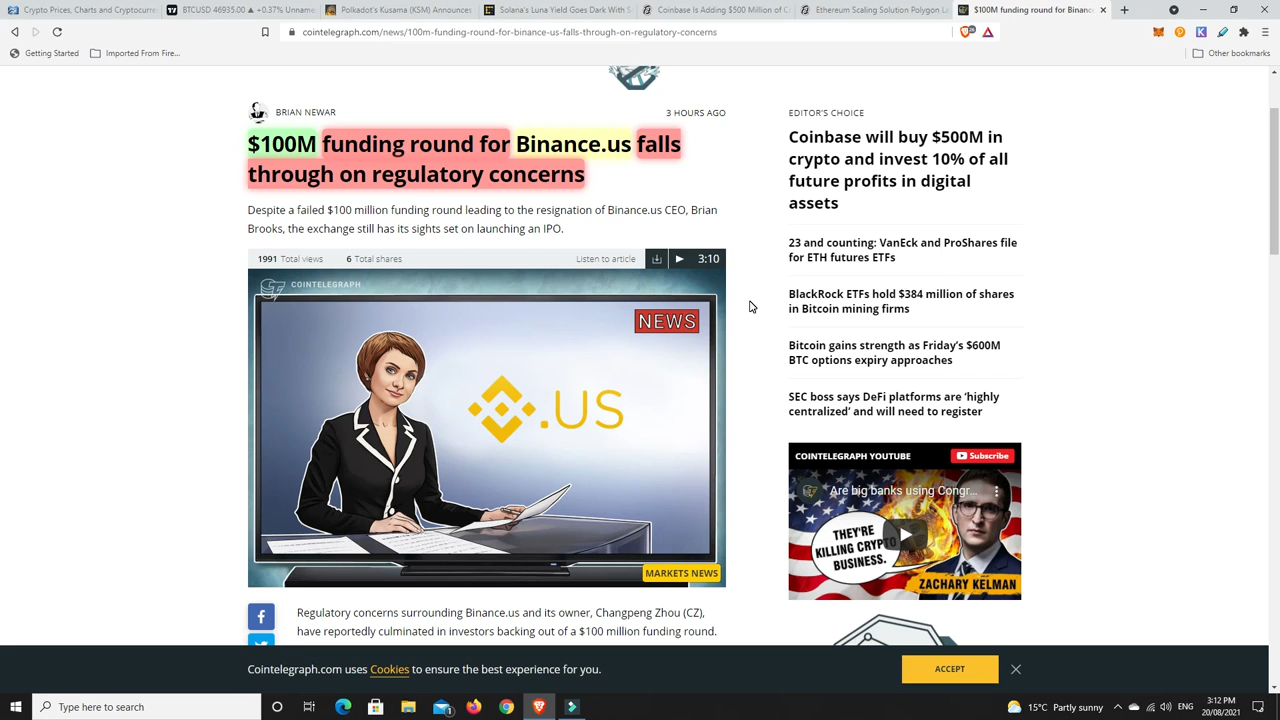 Crypto Prices, Charts and Cryptocurr
BTCUSD 46935.00 ▲ +0.37% Unname
Polkadot's Kusama (KSM) Announces
Solana's Luna Yield Goes Dark With S
Coinbase Is Adding $500 Million of C
Ethereum Scaling Solution Polygon La
$100M funding round for Binanc
cointelegraph.com/news/100m-funding-round-for-binance-us-falls-through-on-regulatory-concerns
Getting Started
Imported From Fire...
Other bookmarks
BRIAN NEWAR
3 HOURS AGO
$100M funding round for Binance.us falls
through on regulatory concerns
Despite a failed $100 million funding round leading to the resignation of Binance.us CEO, Brian
Brooks, the exchange still has its sights set on launching an IPO.
1991 Total views
6 Total shares
Listen to article
3:10
COINTELEGRAPH
NEWS
.US
MARKETS NEWS
Regulatory concerns surrounding Binance.us and its owner, Changpeng Zhou (CZ),
have reportedly culminated in investors backing out of a $100 million funding round.
EDITOR'S CHOICE
Coinbase will buy $500M in
crypto and invest 10% of all
future profits in digital
assets
23 and counting: VanEck and ProShares file
for ETH futures ETFs
BlackRock ETFs hold $384 million of shares
in Bitcoin mining firms
Bitcoin gains strength as Friday's $600M
BTC options expiry approaches
SEC boss says DeFi platforms are 'highly
centralized' and will need to register
COINTELEGRAPH YOUTUBE
Subscribe
Are big banks using Congr...
THEY'RE
KILLING CRYPTO
BUSINESS.
ZACHARY KELMAN
Cointelegraph.com uses Cookies to ensure the best experience for you.
ACCEPT
Type here to search
15°C Partly sunny
ENG
3:12 PM
20/08/2021